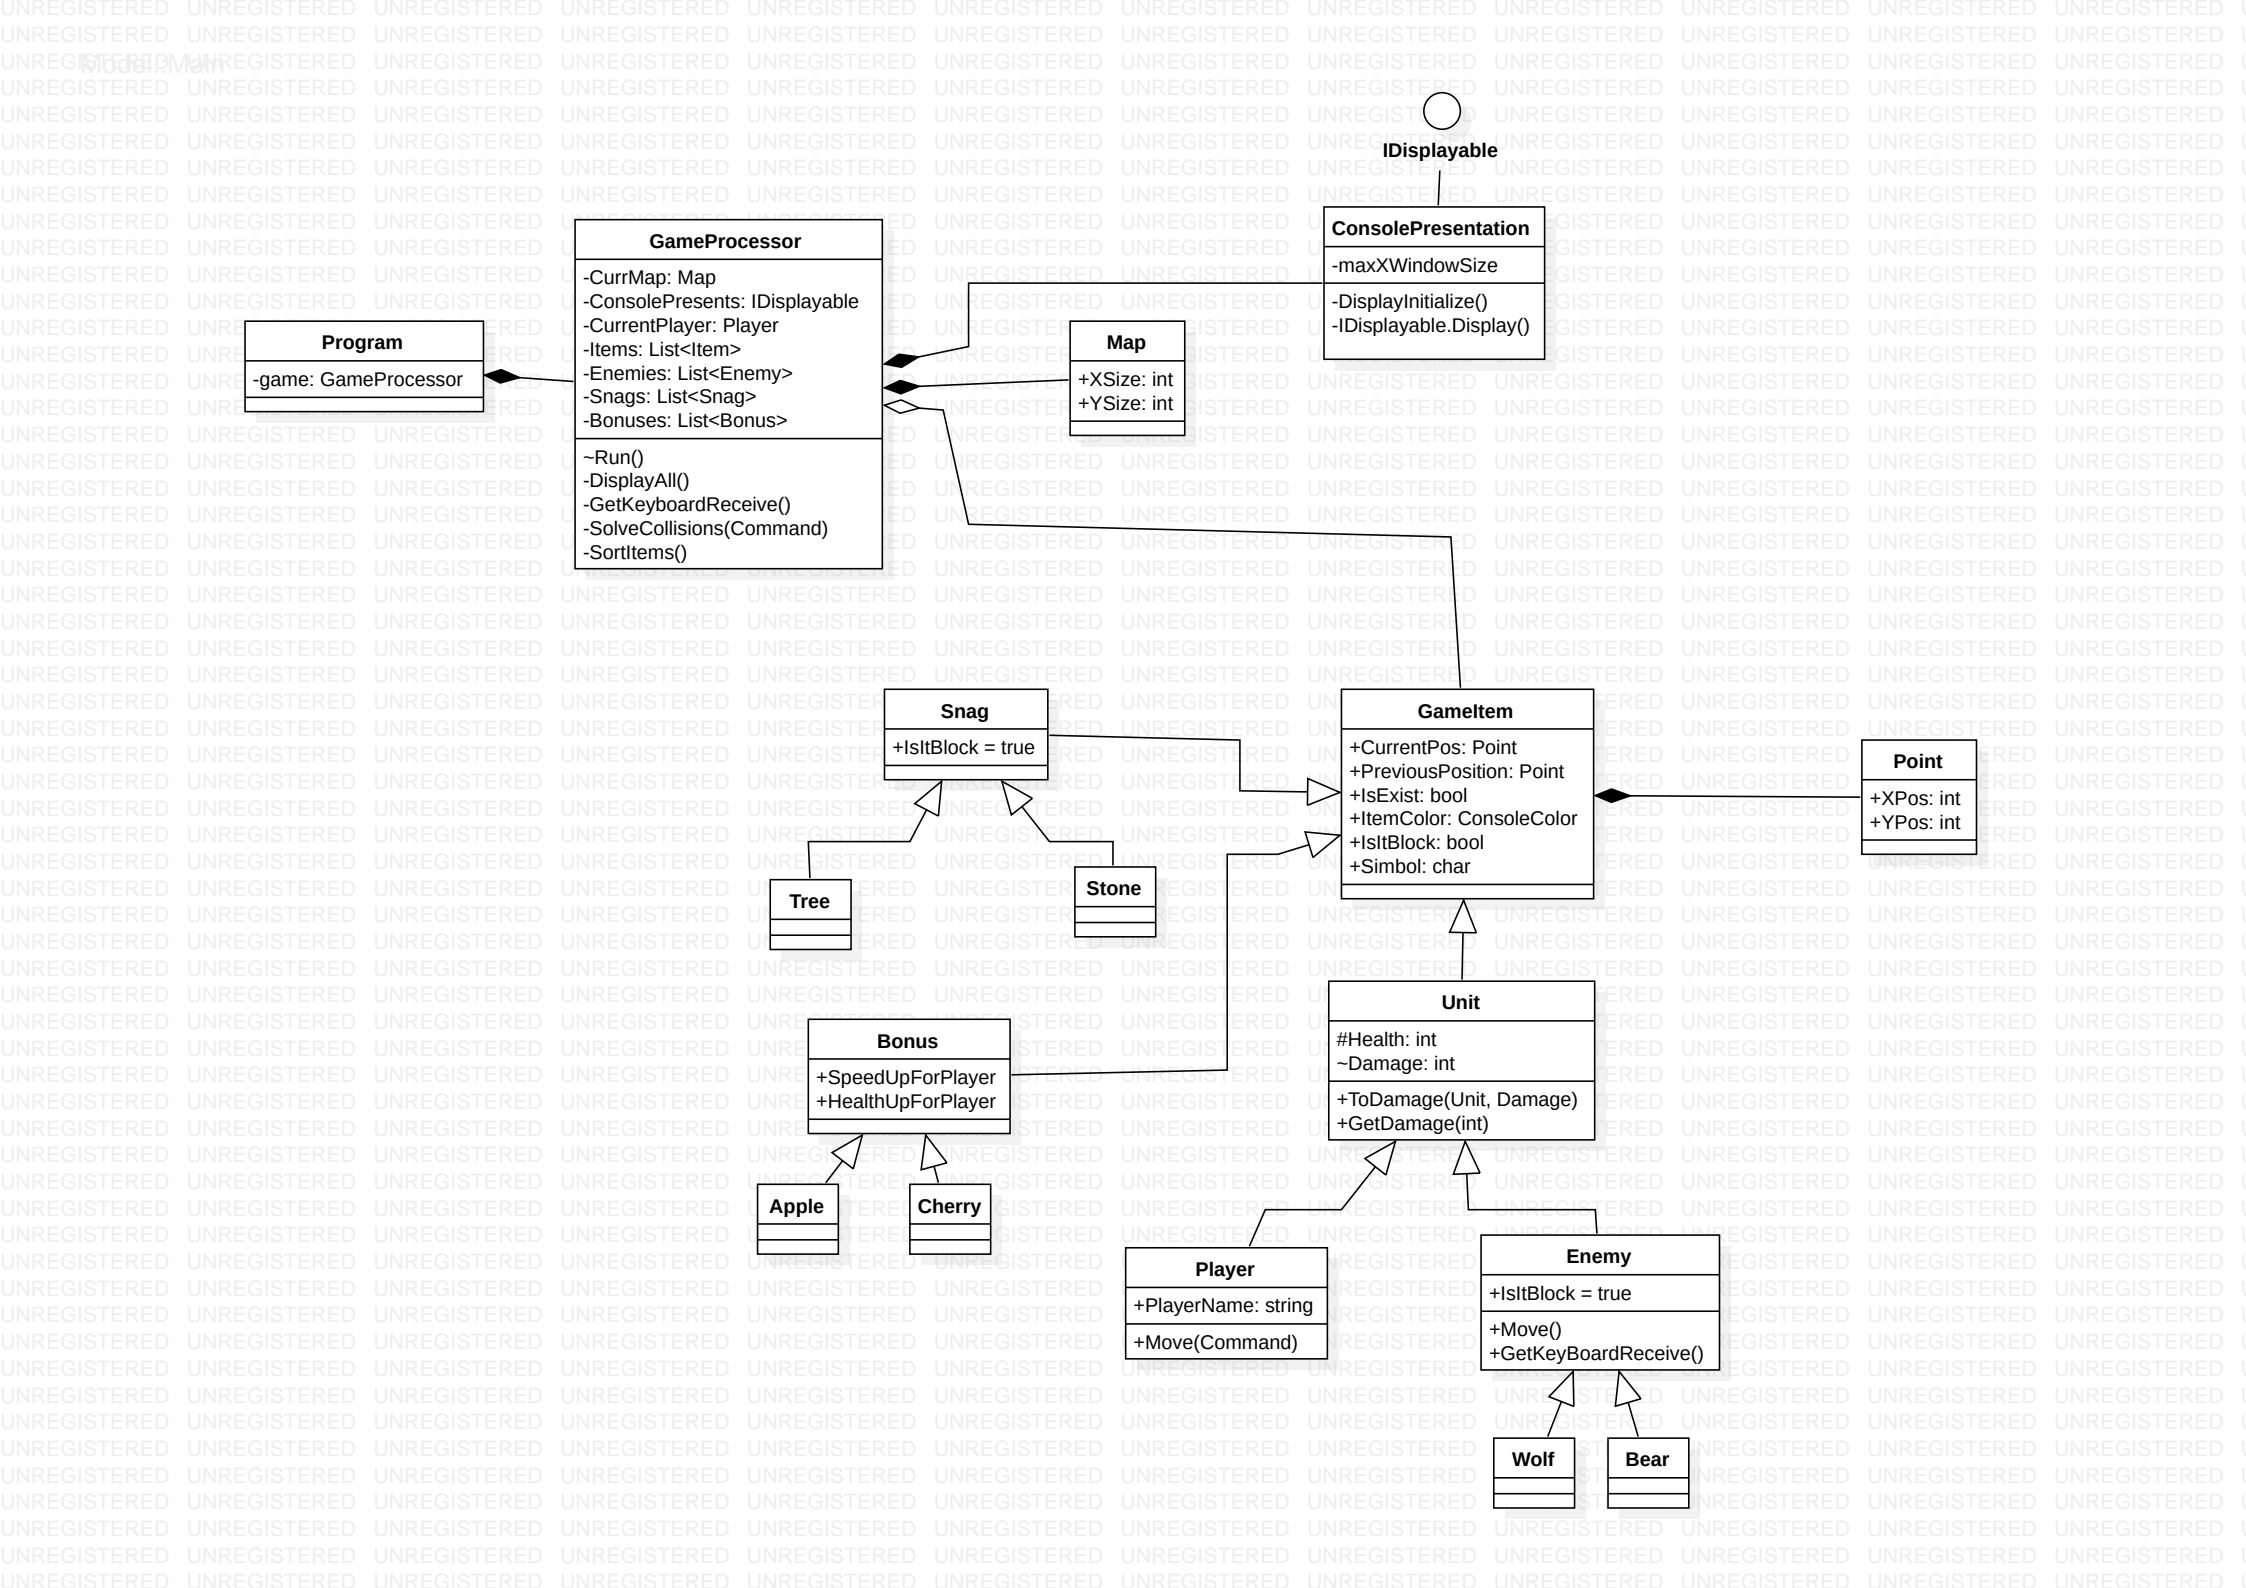 Model::Main
IDisplayable
ConsolePresentation
-maxXWindowSize
-DisplayInitialize()
-IDisplayable.Display()
GameProcessor
-CurrMap: Map
-ConsolePresents: IDisplayable
-CurrentPlayer: Player
-Items: List<Item>
-Enemies: List<Enemy>
-Snags: List<Snag>
-Bonuses: List<Bonus>
~Run()
-DisplayAll()
-GetKeyboardReceive()
-SolveCollisions(Command)
-SortItems()
Program
-game: GameProcessor
Map
+XSize: int
+YSize: int
Snag
+IsItBlock = true
GameItem
+CurrentPos: Point
+PreviousPosition: Point
+IsExist: bool
+ItemColor: ConsoleColor
+IsItBlock: bool
+Simbol: char
Point
+XPos: int
+YPos: int
Tree
Stone
Unit
#Health: int
~Damage: int
+ToDamage(Unit, Damage)
+GetDamage(int)
Bonus
+SpeedUpForPlayer
+HealthUpForPlayer
Apple
Cherry
Player
+PlayerName: string
+Move(Command)
Enemy
+IsItBlock = true
+Move()
+GetKeyBoardReceive()
Wolf
Bear
UNREGISTERED